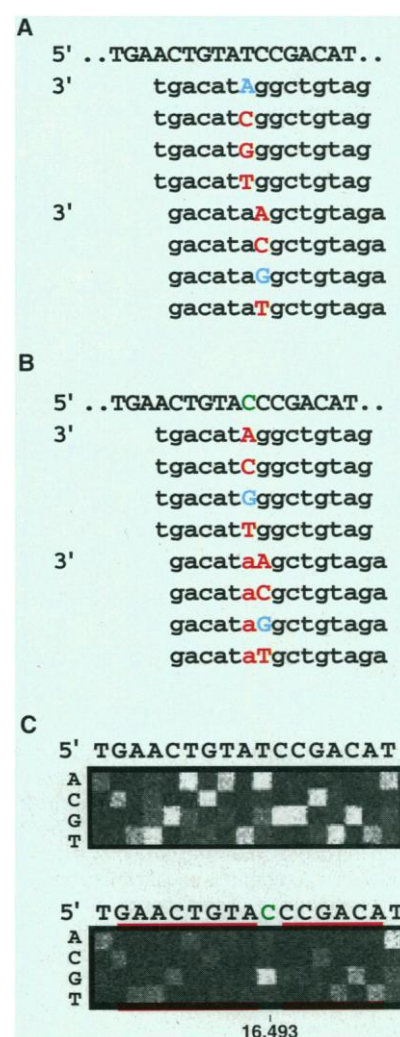 A
5' ..TGAACTGTATCCGACAT..
3' tgacatAggctgtag
tgacatCggctgtag
tgacatGggctgtag
tgacatTggctgtag
3' gacataAgctgtaga
gacataCgctgtaga
gacataGgctgtaga
gacataTgctgtaga
B
5' ..TGAACTGTACCCGACAT..
3' tgacatAggctgtag
tgacatCggctgtag
tgacatGggctgtag
tgacatTggctgtag
3' gacataAgctgtaga
gacataCgctgtaga
gacataGgctgtaga
gacataTgctgtaga
C
5' TGAACTGTATCCGACAT
A
C
G
T
5' TGAACTGTACCCGACAT
A
C
G
T
16,493